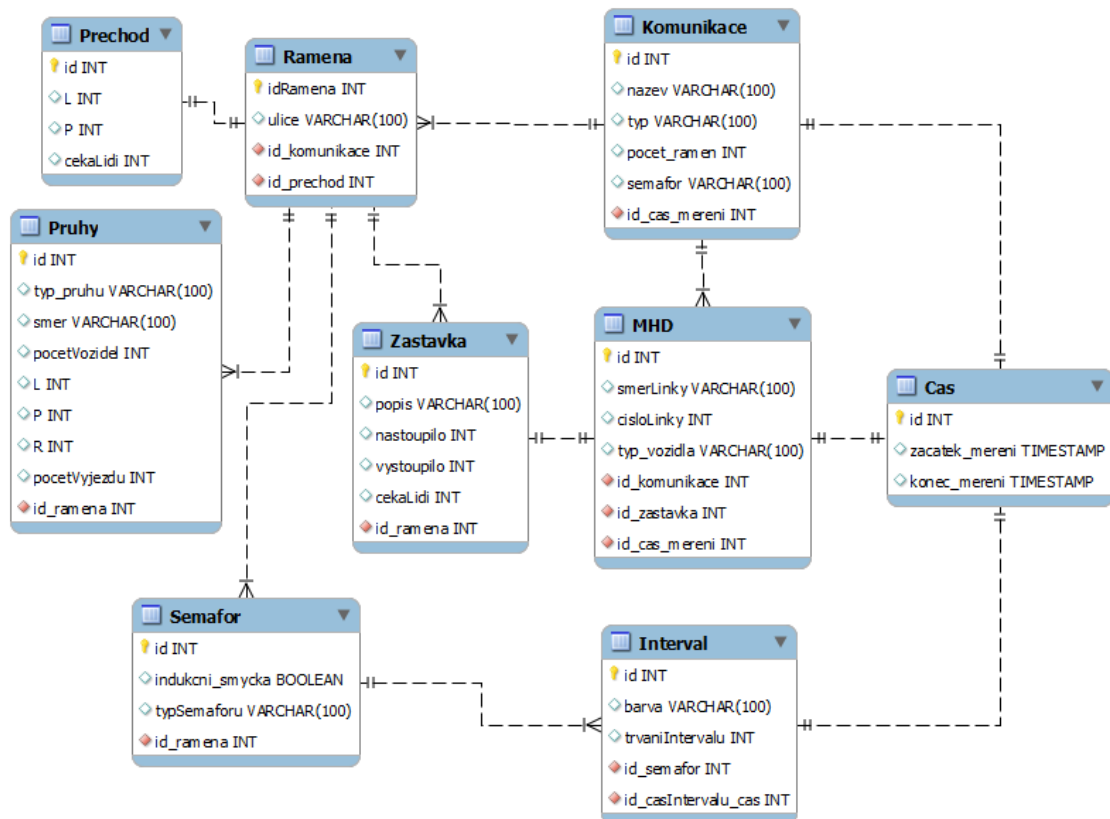 Prechod
id INT
L INT
P INT
cekaLidi INT
Ramena
idRamena INT
ulice VARCHAR(100)
id_komunikace INT
id_prechod INT
Komunikace
id INT
nazev VARCHAR(100)
typ VARCHAR(100)
pocet_ramen INT
semafor VARCHAR(100)
id_cas_mereni INT
Pruhy
id INT
typ_pruhu VARCHAR(100)
smer VARCHAR(100)
pocetVozidel INT
L INT
P INT
R INT
pocetVyjezdu INT
id_ramena INT
Zastavka
id INT
popis VARCHAR(100)
nastoupilo INT
vystoupilo INT
cekaLidi INT
id_ramena INT
MHD
id INT
smerLinky VARCHAR(100)
cisloLinky INT
typ_vozidla VARCHAR(100)
id_komunikace INT
id_zastavka INT
id_cas_mereni INT
Cas
id INT
zacatek_mereni TIMESTAMP
konec_mereni TIMESTAMP
Semafor
id INT
indukcni_smycka BOOLEAN
typSemaforu VARCHAR(100)
id_ramena INT
Interval
id INT
barva VARCHAR(100)
trvaniIntervalu INT
id_semafor INT
id_casIntervalu_cas INT